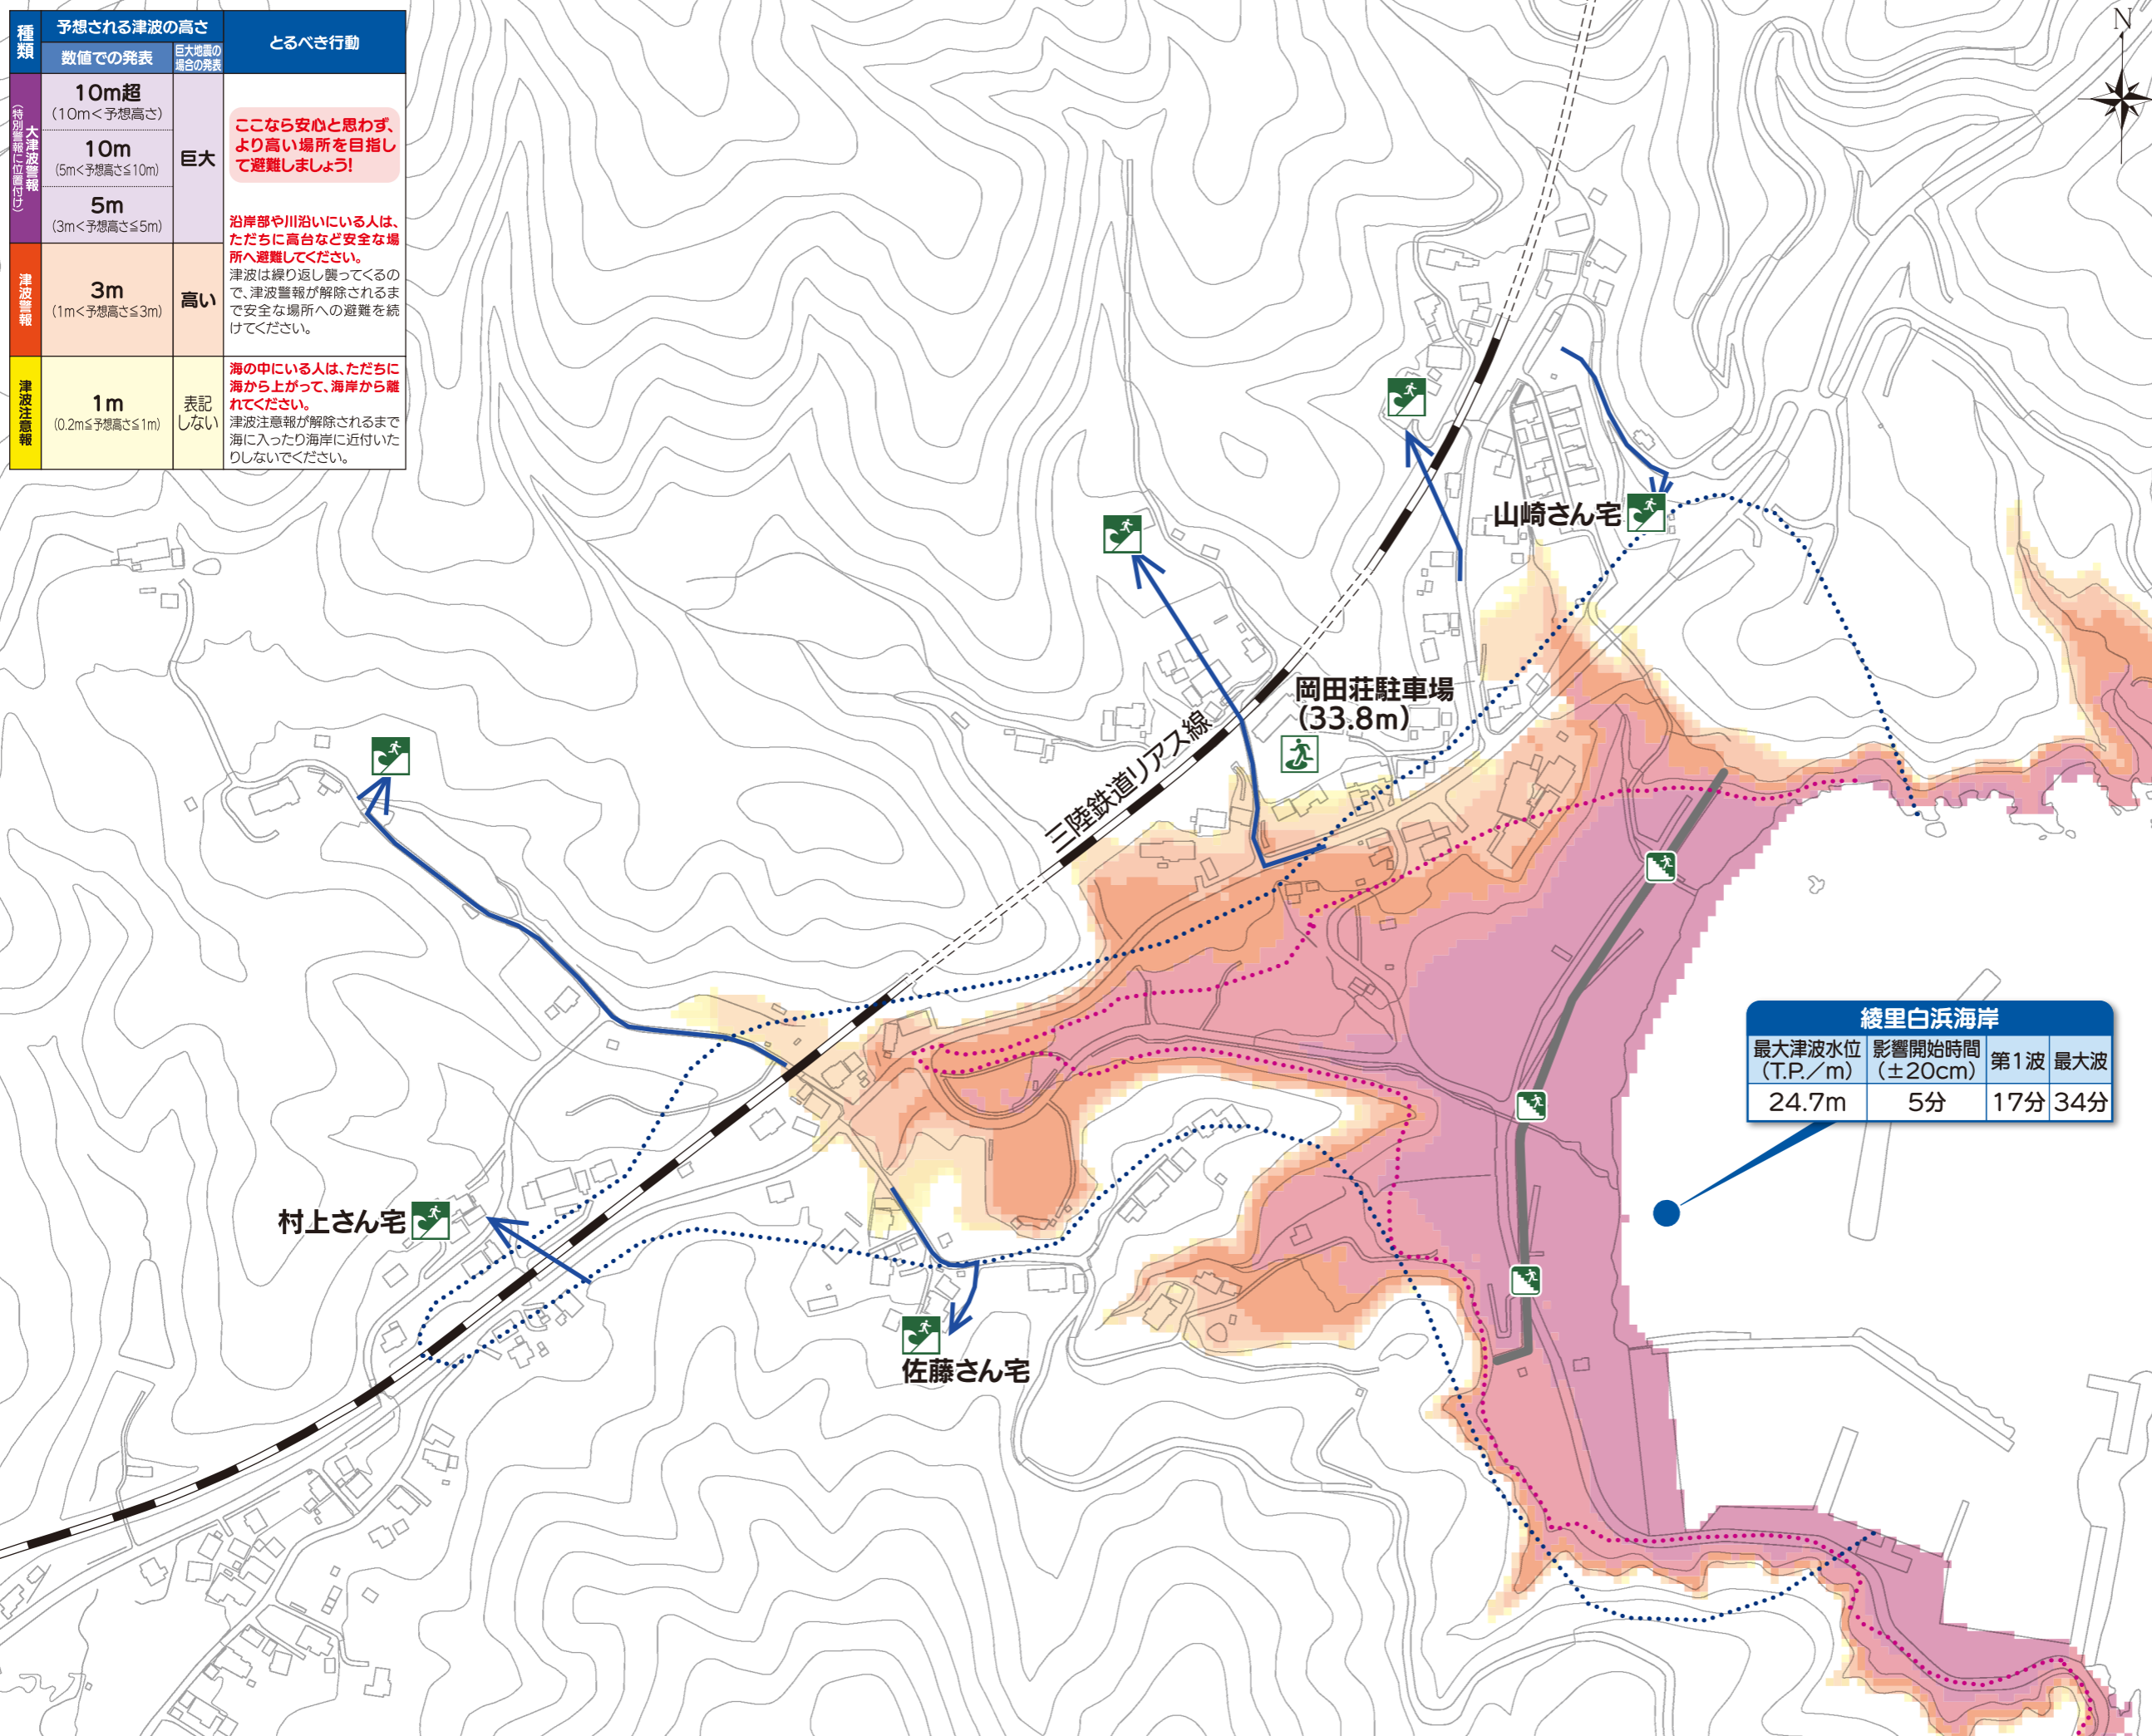 種類
予想される津波の高さ
とるべき行動
数値での発表
巨大地震の
場合の発表
大津波警報
(特別警報に位置付け)
10m超
(10m<予想高さ)
10m
(5m<予想高さ≦10m)
5m
(3m<予想高さ≦5m)
巨大
ここなら安心と思わず、
より高い場所を目指し
て避難しましょう!
沿岸部や川沿いにいる人は、
ただちに高台など安全な場
所へ避難してください。
津波は繰り返し襲ってくるの
で、津波警報が解除されるま
で安全な場所への避難を続
けてください。
津波警報
3m
(1m<予想高さ≦3m)
高い
津波注意報
1m
(0.2m≦予想高さ≦1m)
表記
しない
海の中にいる人は、ただちに
海から上がって、海岸から離
れてください。
津波注意報が解除されるまで
海に入ったり海岸に近付いた
りしないでください。
N
山崎さん宅
岡田荘駐車場
(33.8m)
三陸鉄道リアス線
綾里白浜海岸
最大津波水位
(T.P./m)
影響開始時間
(±20cm)
第1波
最大波
24.7m
5分
17分
34分
村上さん宅
佐藤さん宅